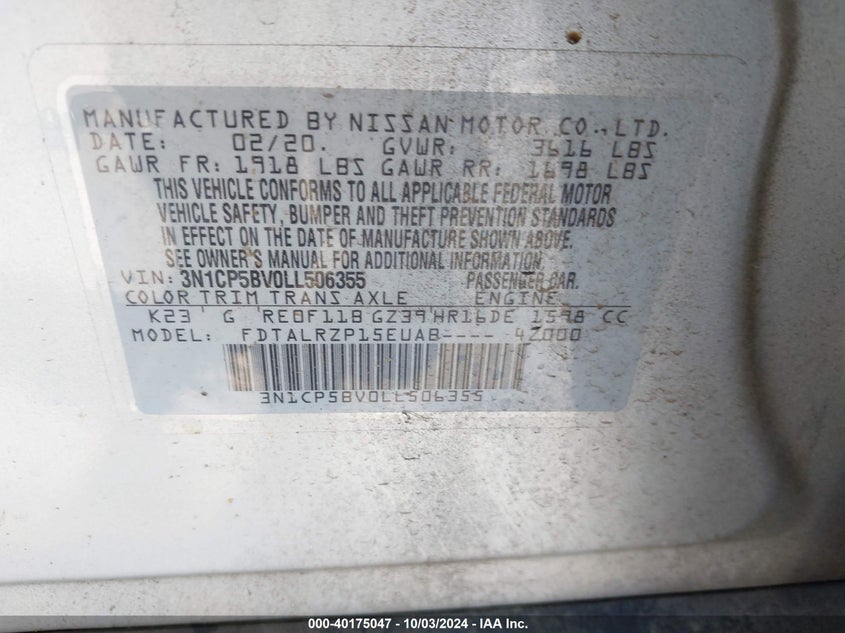 MANUFACTURED BY NISSAN MOTOR CO., LTD.
DATE: 02/20. GVWR: 3616 LBS
GAWR FR: 1918 LBS GAWR RR: 1698 LBS
THIS VEHICLE CONFORMS TO ALL APPLICABLE FEDERAL MOTOR
VEHICLE SAFETY, BUMPER AND THEFT PREVENTION STANDARDS
IN EFFECT ON THE DATE OF MANUFACTURE SHOWN ABOVE.
SEE OWNER'S MANUAL FOR ADDITIONAL INFORMATION.
VIN: 3N1CP5BV0LL506355 PASSENGER CAR.
COLOR TRIM TRANS AXLE ENGINE
K23 G RE0F11B GZ39 HR16DE 1598 CC
MODEL: FDTALRZP15EUAB---- 4Z000
3N1CP5BV0LL506355
000-40175047 - 10/03/2024 - IAA Inc.